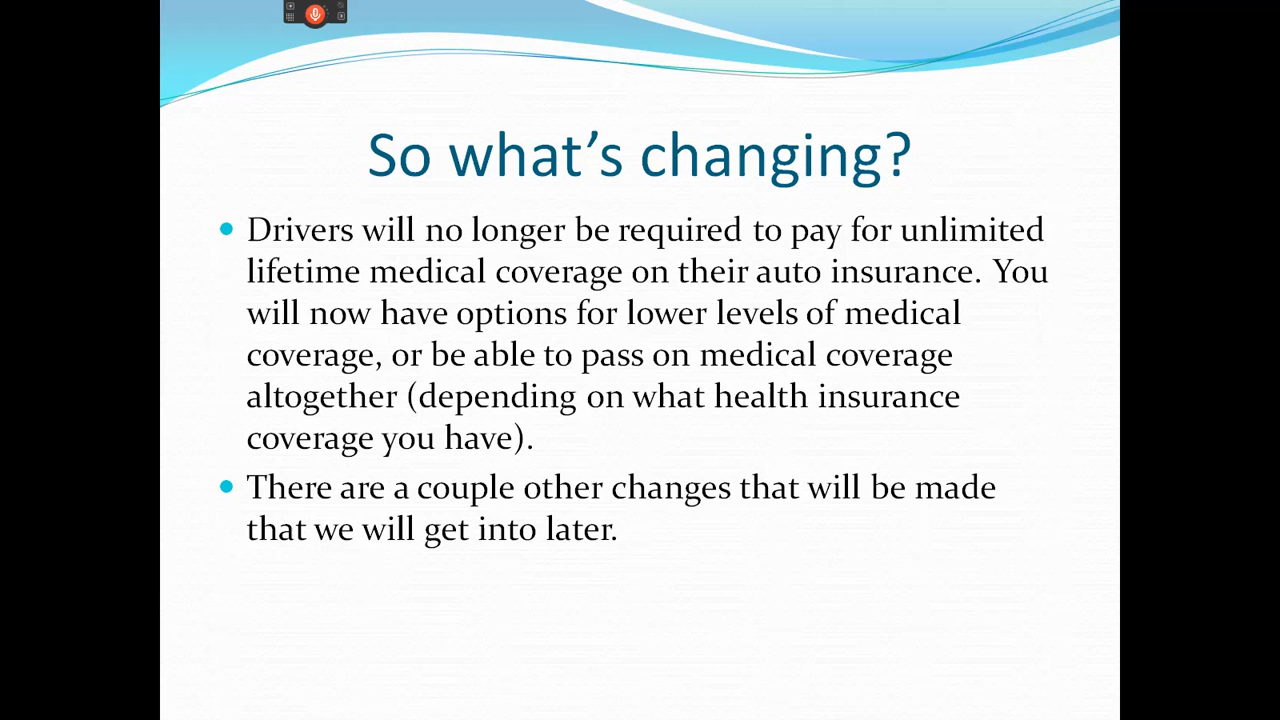 So what’s changing?
• Drivers will no longer be required to pay for unlimited
lifetime medical coverage on their auto insurance.  You
will now have options for lower levels of medical
coverage, or be able to pass on medical coverage
altogether (depending on what health insurance
coverage you have).
• There are a couple other changes that will be made
that we will get into later.